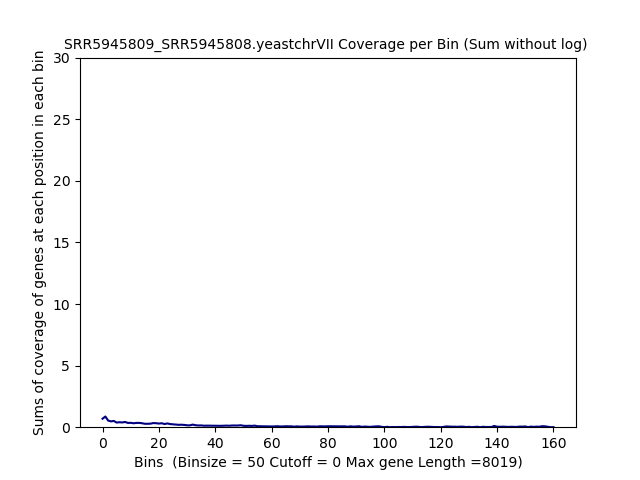 SRR5945809_SRR5945808.yeastchrVII Coverage per Bin (Sum without log)
Sums of coverage of genes at each position in each bin
30
25
20
15
10
5
0
0 20 40 60 80 100 120 140 160
Bins  (Binsize = 50 Cutoff = 0 Max gene Length =8019)